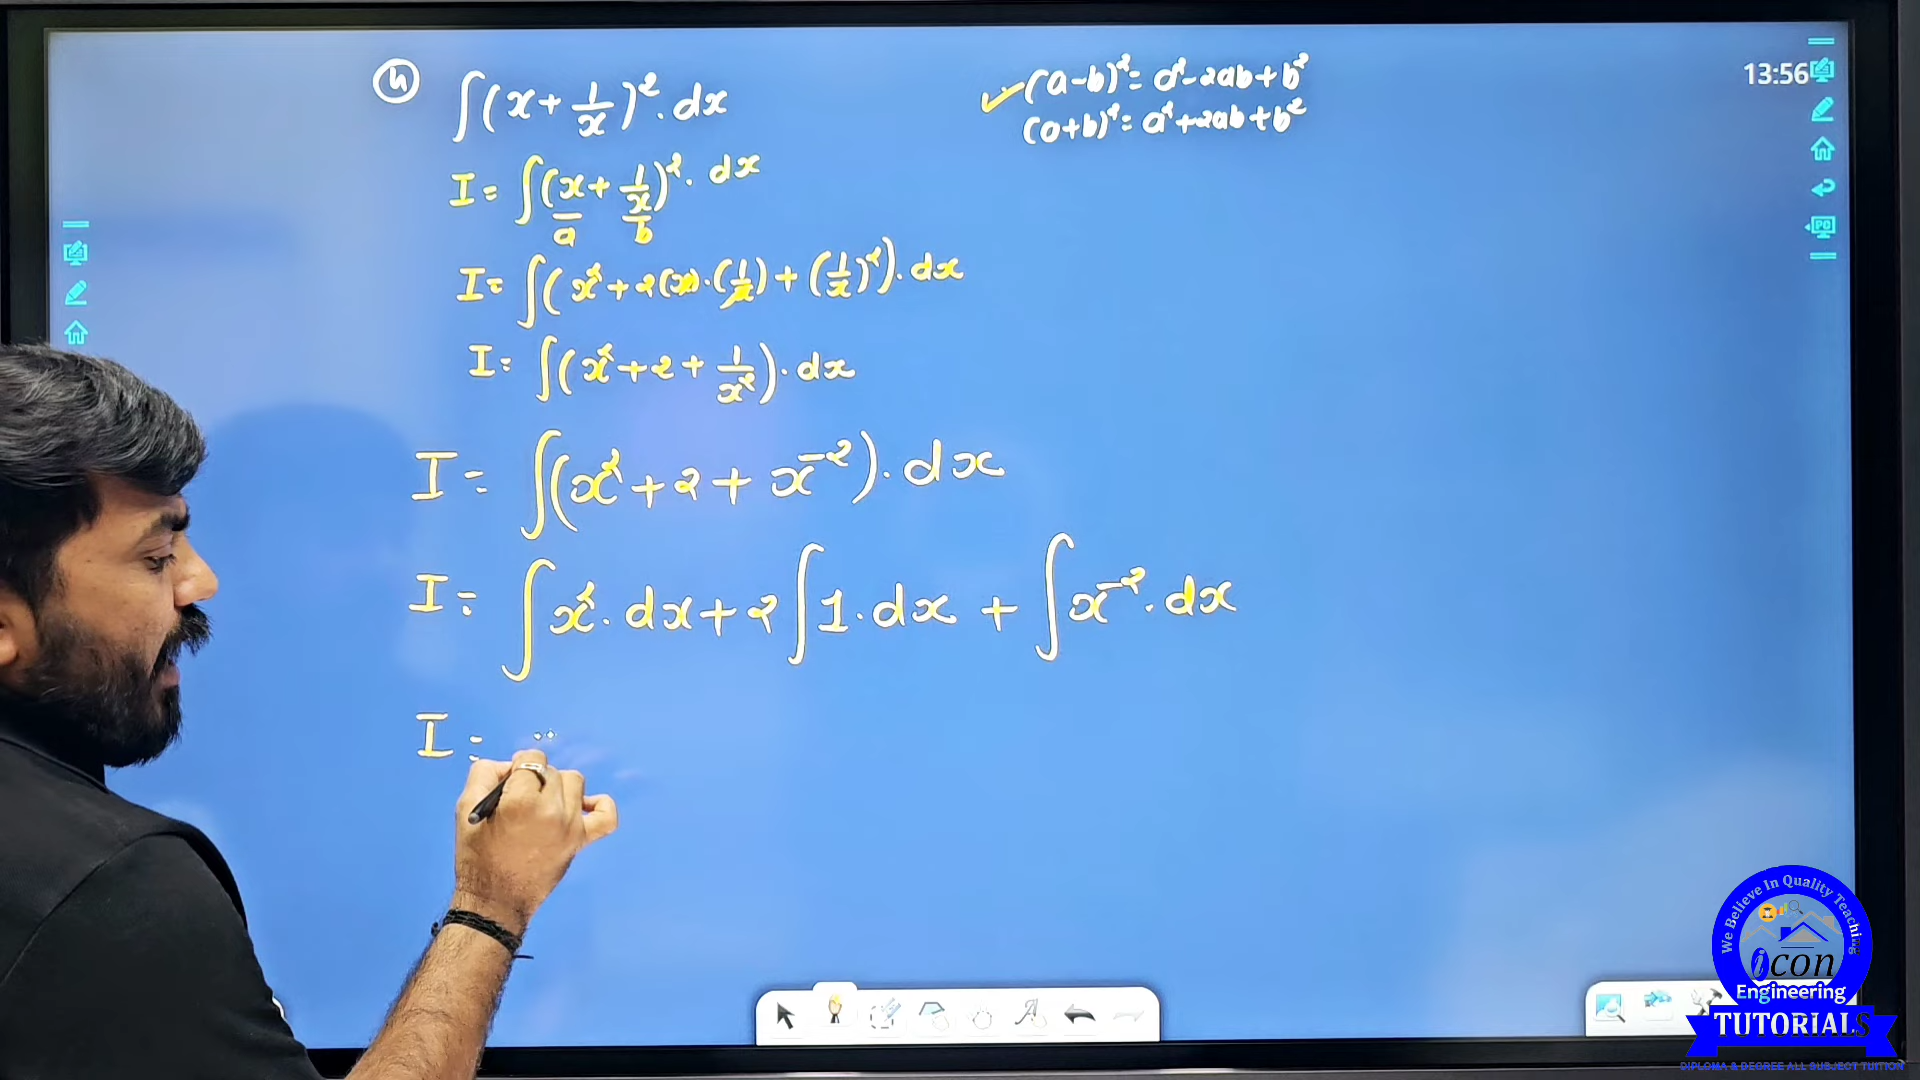 (4) ∫(x + 1/x)². dx
✓(a-b)² = a² - 2ab + b²
(a+b)² = a² + 2ab + b²
13:56
I = ∫(x + 1/x)². dx
a b
I = ∫(x² + 2(x).(1/x) + (1/x)²). dx
I = ∫(x² + 2 + 1/x²). dx
I = ∫(x² + 2 + x⁻²). dx
I = ∫x². dx + 2∫1. dx + ∫x⁻². dx
I =
We Believe In Quality Teaching
icon
Engineering
TUTORIALS
DIPLOMA & DEGREE ALL SUBJECT TUITION